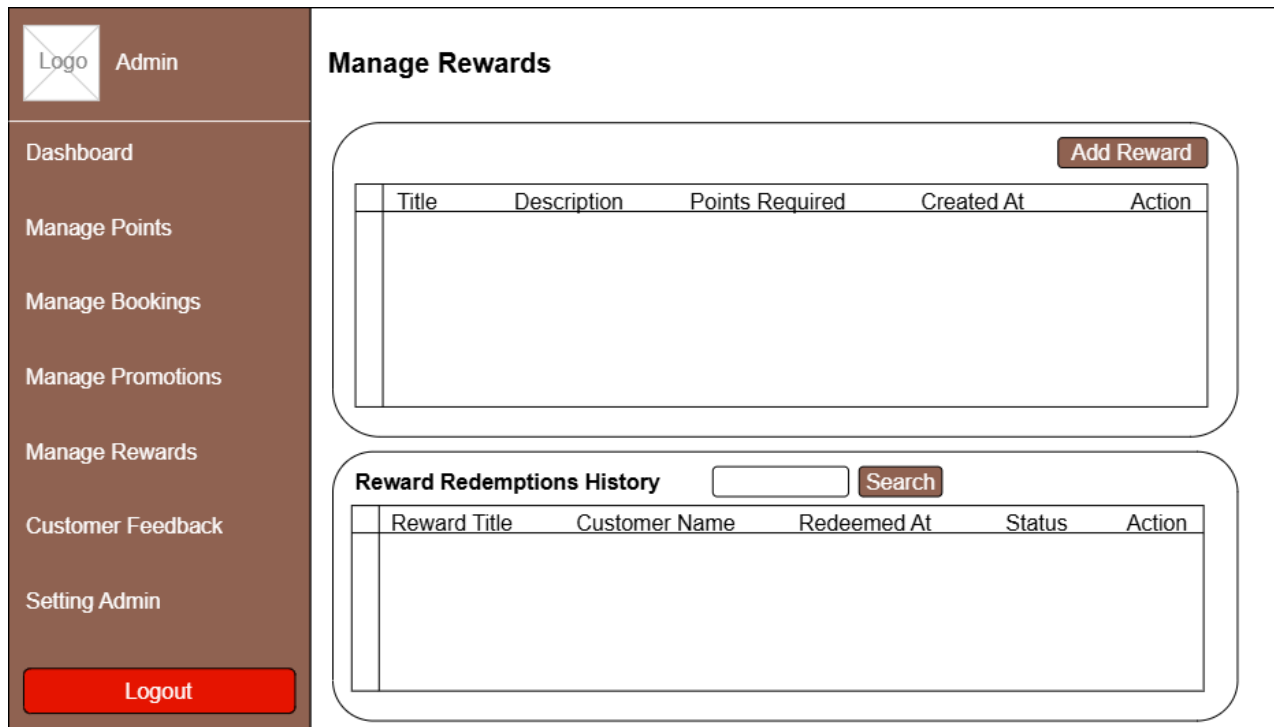 Logo Admin
Dashboard
Manage Points
Manage Bookings
Manage Promotions
Manage Rewards
Customer Feedback
Setting Admin
Logout
Manage Rewards
Add Reward
Title Description Points Required Created At Action
Reward Redemptions History Search
Reward Title Customer Name Redeemed At Status Action